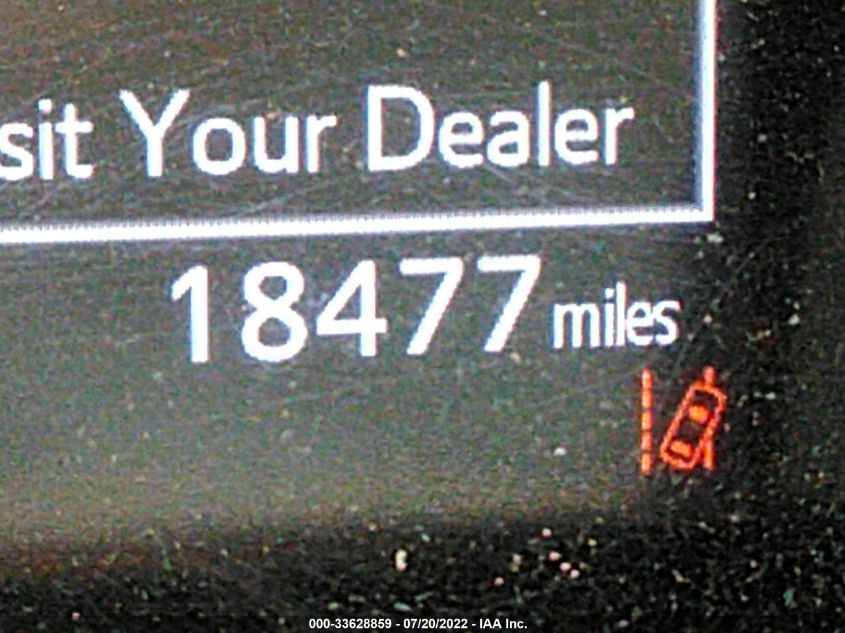 sit Your Dealer
18477 miles
000-33628859 - 07/20/2022 - IAA Inc.